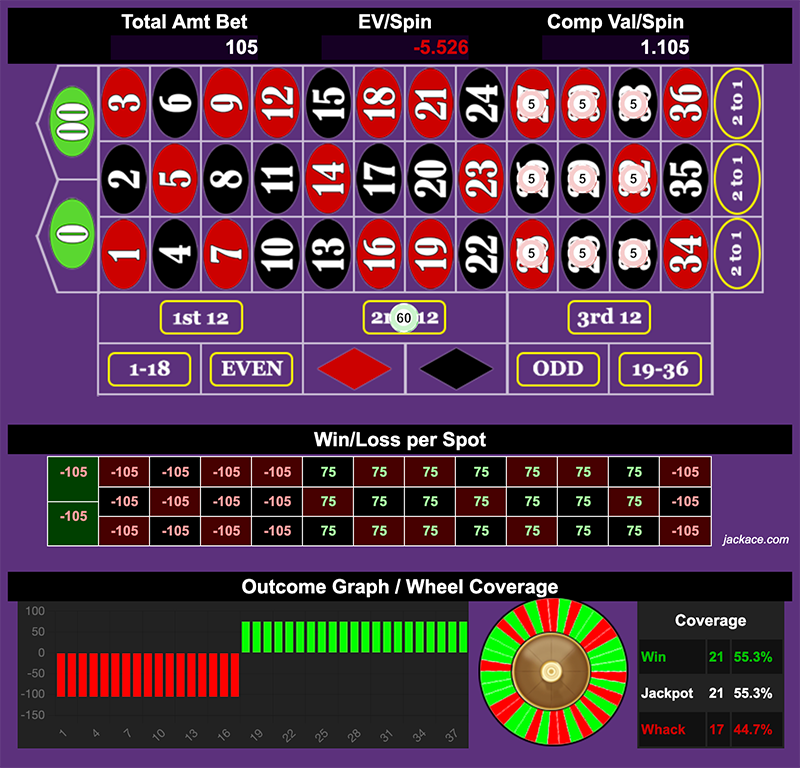 Total Amt Bet EV/Spin Comp Val/Spin
105 -5.526 1.105
00 3 6 9 12 15 18 21 24 5 5 5 36 2 to 1
2 5 8 11 14 17 20 23 5 5 5 35 2 to 1
0 1 4 7 10 13 16 19 22 5 5 5 34 2 to 1
1st 12 60 12 3rd 12
1-18 EVEN ODD 19-36
Win/Loss per Spot
-105 -105 -105 -105 -105 75 75 75 75 75 75 75 -105
-105 -105 -105 -105 75 75 75 75 75 75 75 -105
-105 -105 -105 -105 -105 75 75 75 75 75 75 75 -105
jackace.com
Outcome Graph / Wheel Coverage
100
50
0
-50
-100
-150
1 4 7 10 13 16 19 22 25 28 31 34 37
Coverage
Win 21 55.3%
Jackpot 21 55.3%
Whack 17 44.7%